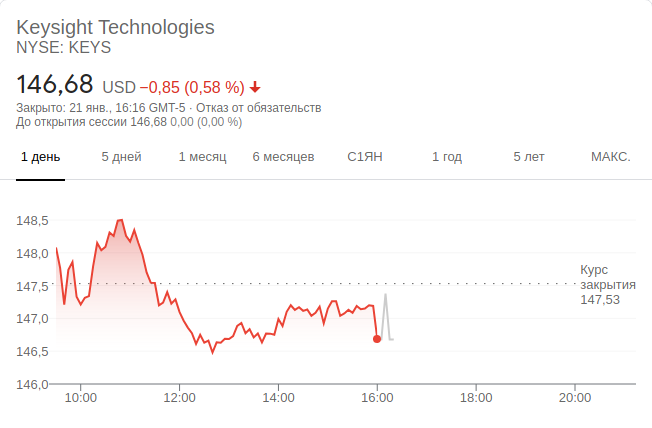 Keysight Technologies
NYSE: KEYS
146,68 USD −0,85 (0,58 %)
Закрыто: 21 янв., 16:16 GMT-5 · Отказ от обязательств
До открытия сессии 146,68 0,00 (0,00 %)
1 день 5 дней 1 месяц 6 месяцев С1ЯН 1 год 5 лет МАКС.
148,5
148,0
147,5
147,0
146,5
146,0
Курс
закрытия
147,53
10:00 12:00 14:00 16:00 18:00 20:00